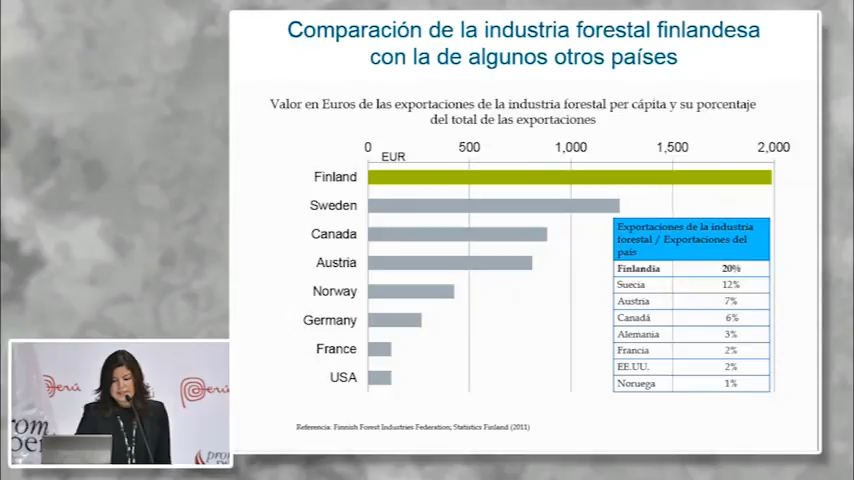 Comparación de la industria forestal finlandesa
con la de algunos otros países
Valor en Euros de las exportaciones de la industria forestal per cápita y su porcentaje
del total de las exportaciones
0 500 1,000 1,500 2,000
EUR
Finland
Sweden
Canada
Austria
Norway
Germany
France
USA
Exportaciones de la industria
forestal / Exportaciones del
país
Finlandia 20%
Suecia 12%
Austria 7%
Canadá 6%
Alemania 3%
Francia 2%
EE.UU. 2%
Noruega 1%
Referencia: Finnish Forest Industries Federation; Statistics Finland (2011)
Perú
Perú